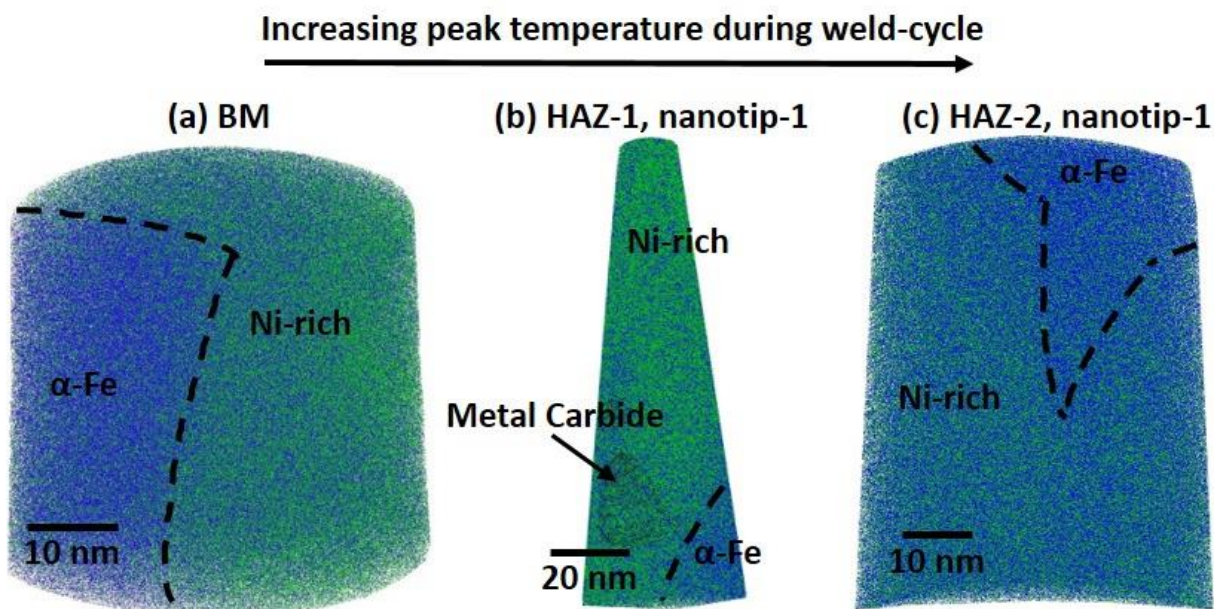 Increasing peak temperature during weld-cycle
(a) BM
(b) HAZ-1, nanotip-1
(c) HAZ-2, nanotip-1
α-Fe
Ni-rich
10 nm
Ni-rich
Metal Carbide
α-Fe
20 nm
α-Fe
Ni-rich
10 nm